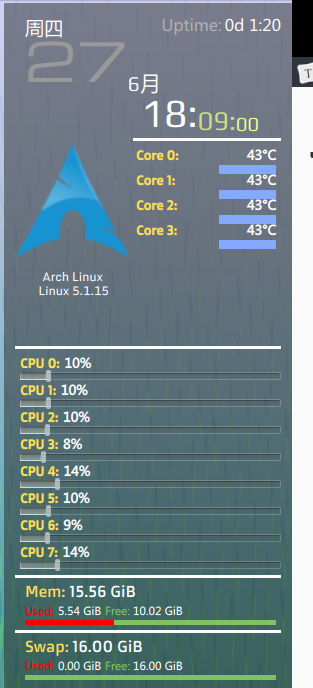 周四 Uptime: 0d 1:20
27
6月
18:09:00
Core 0: 43°C
Core 1: 43°C
Core 2: 43°C
Core 3: 43°C
Arch Linux
Linux 5.1.15
CPU 0: 10%
CPU 1: 10%
CPU 2: 10%
CPU 3: 8%
CPU 4: 14%
CPU 5: 10%
CPU 6: 9%
CPU 7: 14%
Mem: 15.56 GiB
Used: 5.54 GiB Free: 10.02 GiB
Swap: 16.00 GiB
Used: 0.00 GiB Free: 16.00 GiB